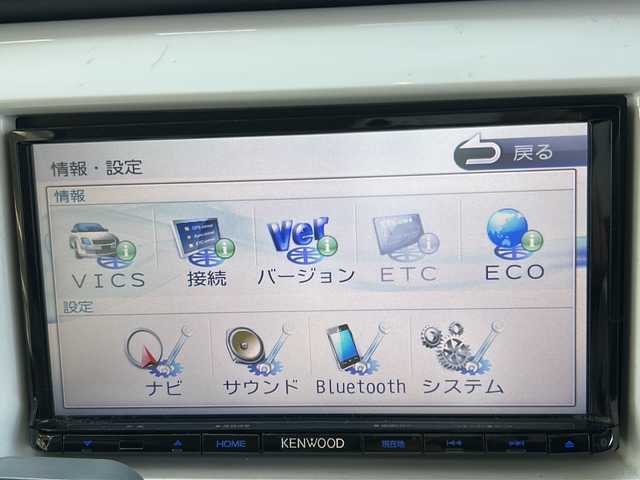 情報・設定
戻る
情報
VICS
接続
Ver
バージョン
ETC
ECO
設定
ナビ
サウンド
Bluetooth
システム
HOME
KENWOOD
現在地